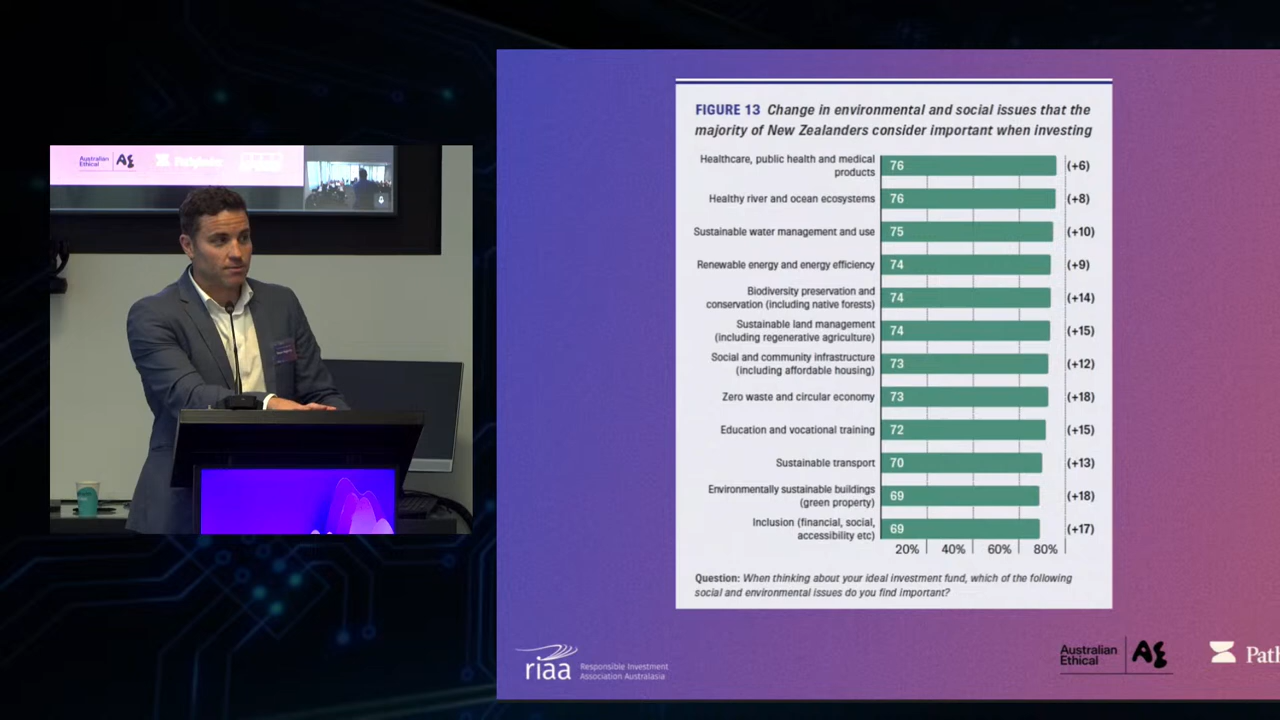 Australian
Ethical
FIGURE 13 Change in environmental and social issues that the
majority of New Zealanders consider important when investing
Healthcare, public health and medical
products
76
(+6)
Healthy river and ocean ecosystems
76
(+8)
Sustainable water management and use
75
(+10)
Renewable energy and energy efficiency
74
(+9)
Biodiversity preservation and
conservation (including native forests)
74
(+14)
Sustainable land management
(including regenerative agriculture)
74
(+15)
Social and community infrastructure
(including affordable housing)
73
(+12)
Zero waste and circular economy
73
(+18)
Education and vocational training
72
(+15)
Sustainable transport
70
(+13)
Environmentally sustainable buildings
(green property)
69
(+18)
Inclusion (financial, social,
accessibility etc)
69
(+17)
20% 40% 60% 80%
Question: When thinking about your ideal investment fund, which of the following
social and environmental issues do you find important?
riaa
Responsible Investment
Association Australasia
Australian
Ethical
Path